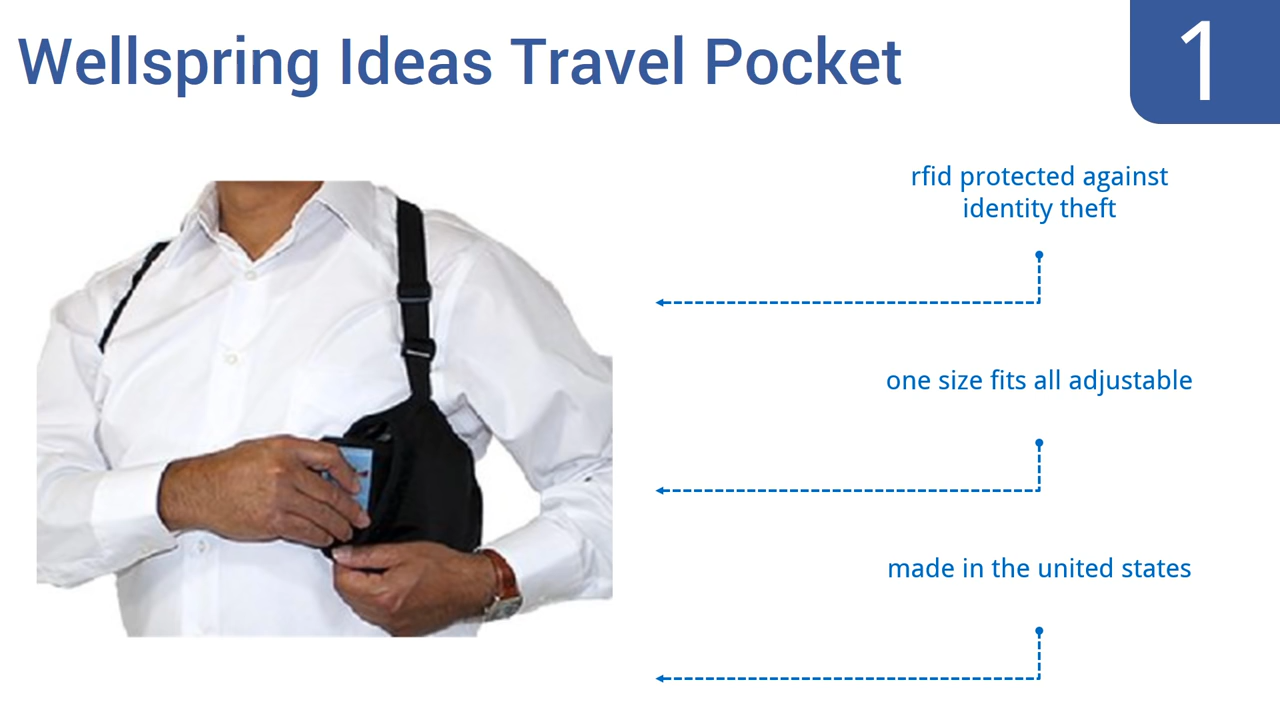 Wellspring Ideas Travel Pocket
1
rfid protected against
identity theft
one size fits all adjustable
made in the united states